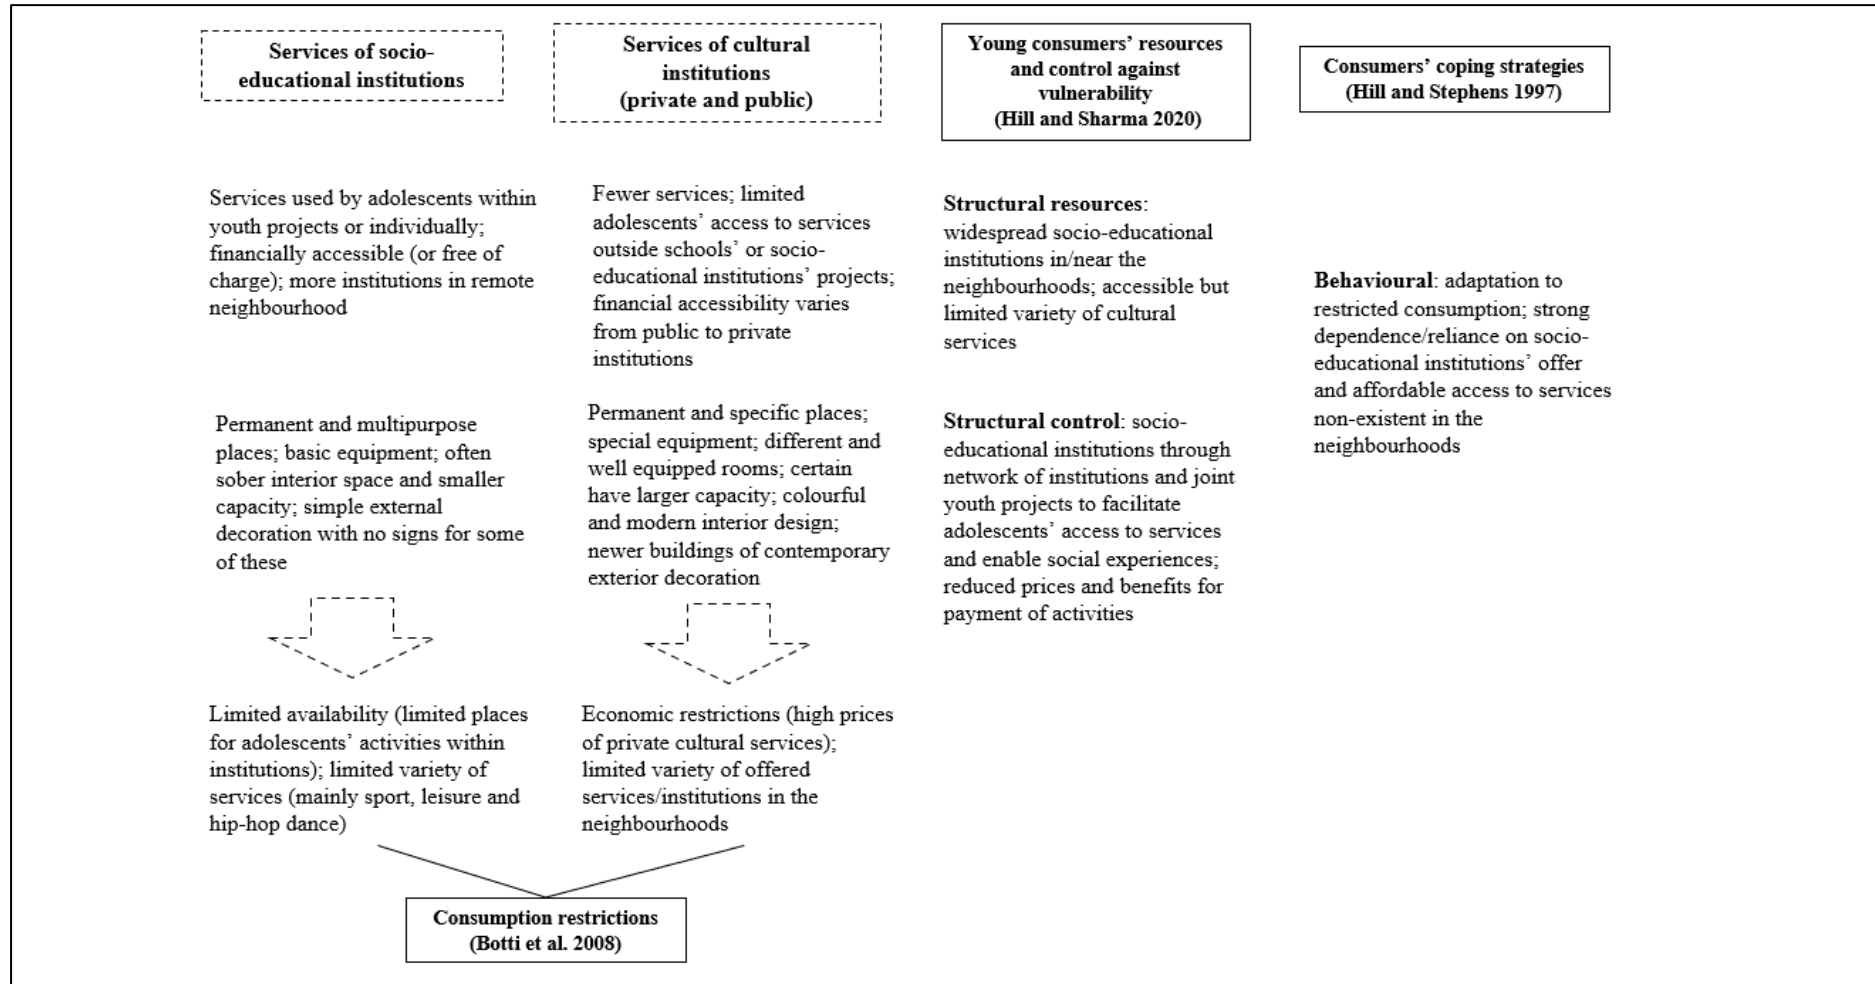 Services of socio-
educational institutions
Services of cultural
institutions
(private and public)
Young consumers’ resources
and control against
vulnerability
(Hill and Sharma 2020)
Consumers’ coping strategies
(Hill and Stephens 1997)
Services used by adolescents within
youth projects or individually;
financially accessible (or free of
charge); more institutions in remote
neighbourhood
Fewer services; limited
adolescents’ access to services
outside schools’ or socio-
educational institutions’ projects;
financial accessibility varies
from public to private
institutions
Structural resources:
widespread socio-educational
institutions in/near the
neighbourhoods; accessible but
limited variety of cultural
services
Behavioural: adaptation to
restricted consumption; strong
dependence/reliance on socio-
educational institutions’ offer
and affordable access to services
non-existent in the
neighbourhoods
Permanent and multipurpose
places; basic equipment; often
sober interior space and smaller
capacity; simple external
decoration with no signs for some
of these
Permanent and specific places;
special equipment; different and
well equipped rooms; certain
have larger capacity; colourful
and modern interior design;
newer buildings of contemporary
exterior decoration
Structural control: socio-
educational institutions through
network of institutions and joint
youth projects to facilitate
adolescents’ access to services
and enable social experiences;
reduced prices and benefits for
payment of activities
Limited availability (limited places
for adolescents’ activities within
institutions); limited variety of
services (mainly sport, leisure and
hip-hop dance)
Economic restrictions (high prices
of private cultural services);
limited variety of offered
services/institutions in the
neighbourhoods
Consumption restrictions
(Botti et al. 2008)